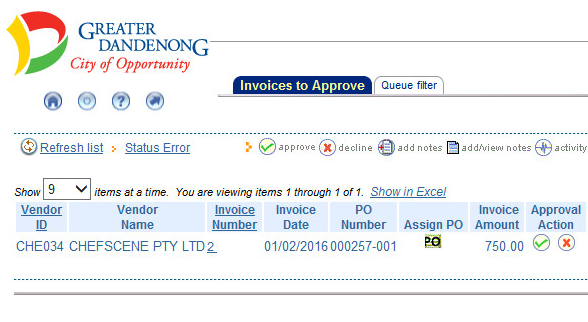 GREATER
DANDENONG
City of Opportunity
Invoices to Approve Queue filter
Refresh list Status Error approve decline add notes add/view notes activity
Show 9 items at a time. You are viewing items 1 through 1 of 1. Show in Excel
Vendor ID Vendor Name Invoice Number Invoice Date PO Number Assign PO Invoice Amount Approval Action
CHE034 CHEFSCENE PTY LTD 2 01/02/2016 000257-001 PO 750.00